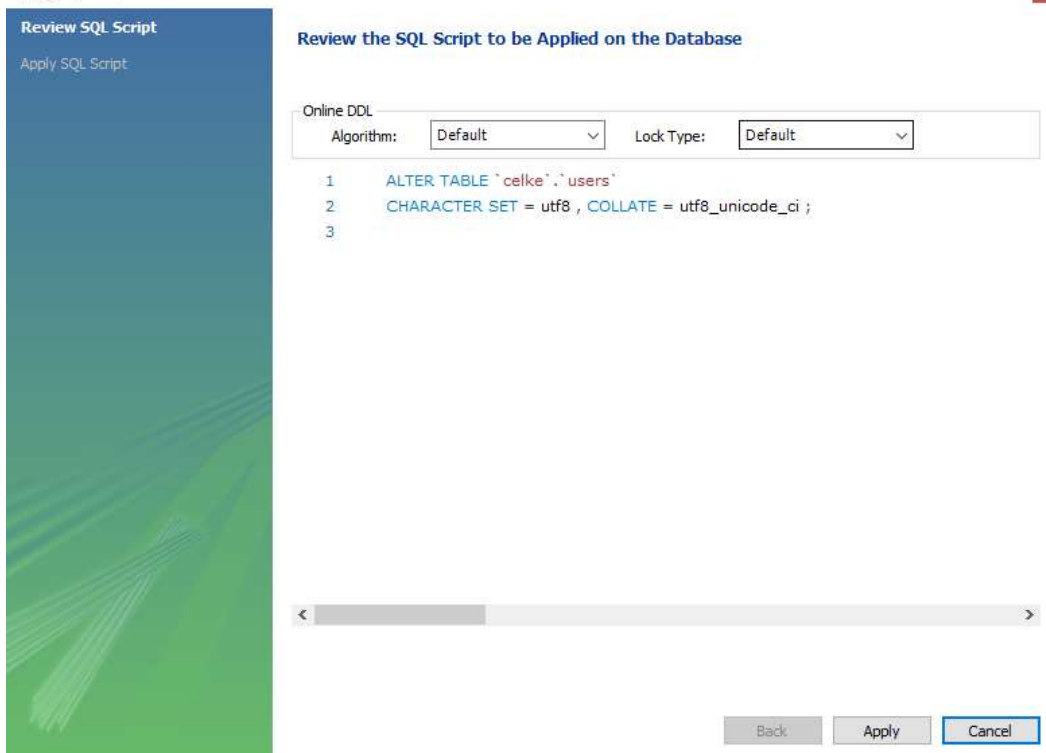 Review SQL Script
Apply SQL Script
Review the SQL Script to be Applied on the Database
Online DDL
Algorithm: Default Lock Type: Default
1 ALTER TABLE `celke`.`users`
2 CHARACTER SET = utf8 , COLLATE = utf8_unicode_ci ;
3
Back Apply Cancel